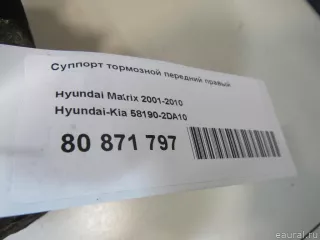 Суппорт тормозной передний правый
Hyundai Matrix 2001-2010
Hyundai-Kia 58190-2DA10
80 871 797
eaural.ru